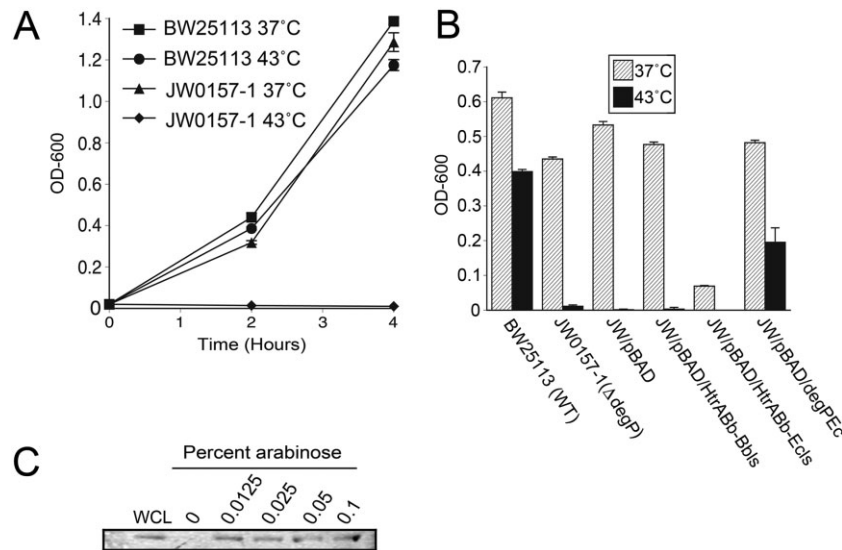 A
BW25113 37˚C
BW25113 43˚C
JW0157-1 37˚C
JW0157-1 43˚C
OD-600
1.4
1.2
1.0
0.8
0.6
0.4
0.2
0
0
1
2
3
4
Time (Hours)
B
37˚C
43˚C
OD-600
0.7
0.6
0.5
0.4
0.3
0.2
0.1
0
BW25113 (WT)
JW0157-1(ΔdegP)
JW/pBAD
JW/pBAD/HtrABb-Bbls
JW/pBAD/HtrABb-Ecls
JW/pBAD/degPEc
C
Percent arabinose
WCL
0
0.0125
0.025
0.05
0.1